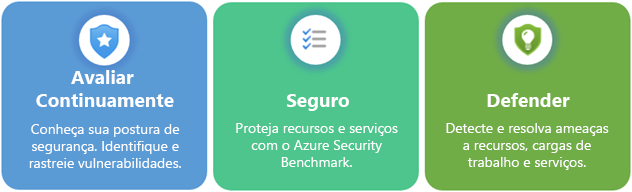 Avaliar
Continuamente
Conheça sua postura de
segurança. Identifique e
rastreie vulnerabilidades.
Seguro
Proteja recursos e serviços
com o Azure Security
Benchmark.
Defender
Detecte e resolva ameaças
a recursos, cargas de
trabalho e serviços.